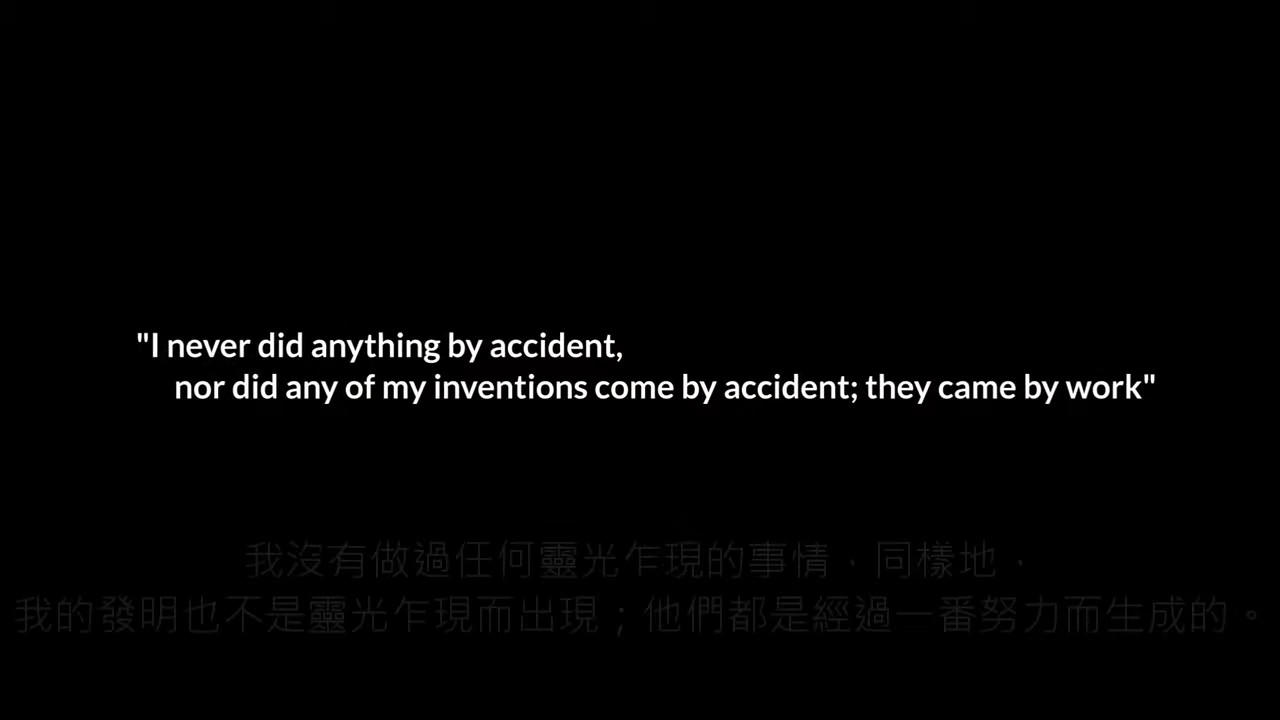 "I never did anything by accident,
nor did any of my inventions come by accident; they came by work"
我沒有做過任何靈光乍現的事情，同樣地，
我的發明也不是靈光乍現而出現；他們都是經過一番努力而生成的。